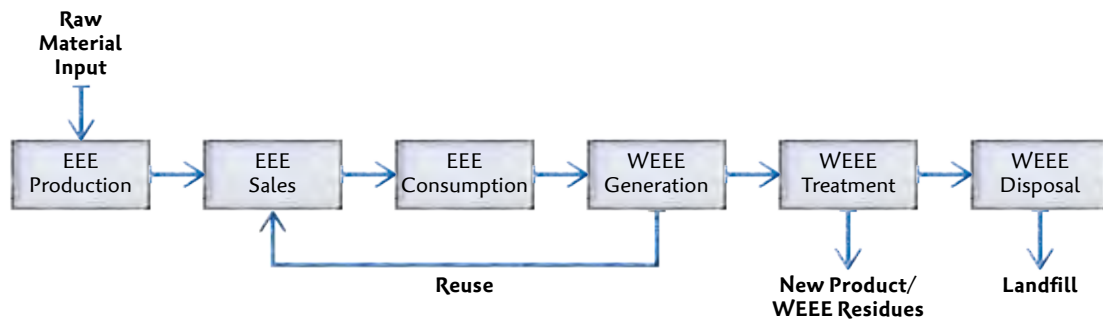 Raw
Material
Input
EEE
Production
EEE
Sales
EEE
Consumption
WEEE
Generation
WEEE
Treatment
WEEE
Disposal
Reuse
New Product/
WEEE Residues
Landfill